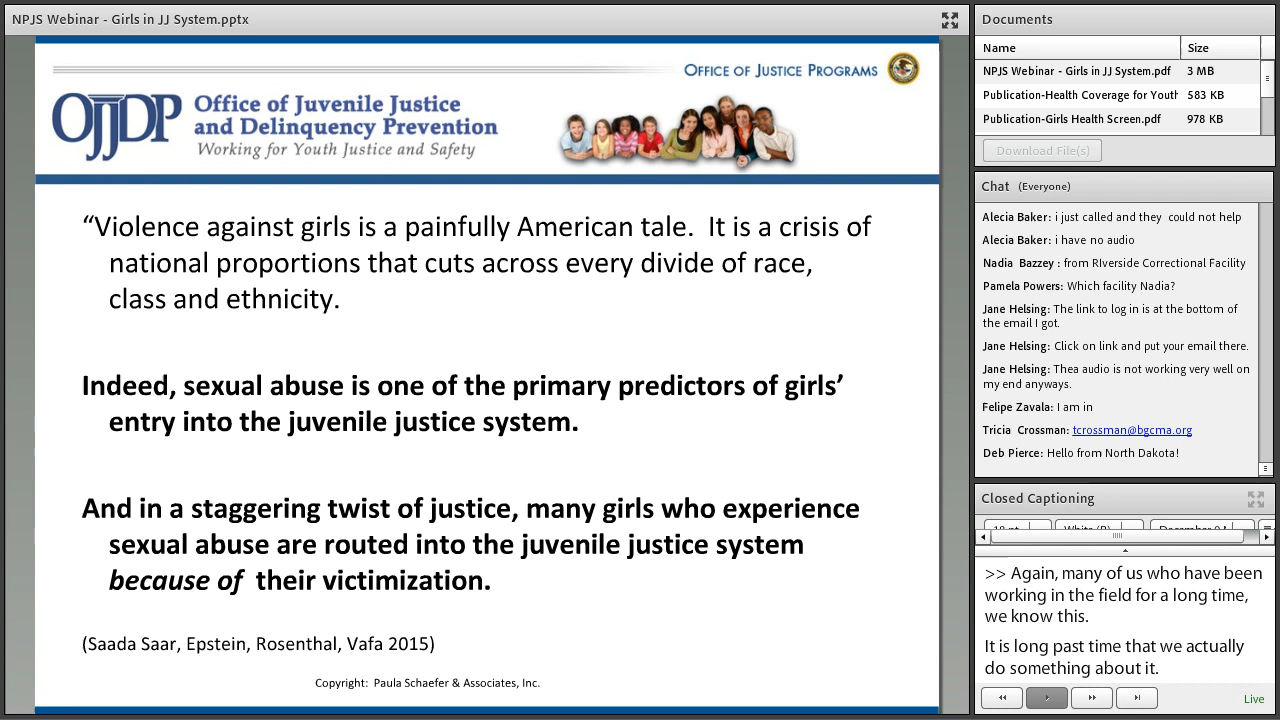 NPJS Webinar - Girls in JJ System.pptx
OFFICE OF JUSTICE PROGRAMS
OJJDP
Office of Juvenile Justice
and Delinquency Prevention
Working for Youth Justice and Safety
“Violence against girls is a painfully American tale.  It is a crisis of
national proportions that cuts across every divide of race,
class and ethnicity.
Indeed, sexual abuse is one of the primary predictors of girls’
entry into the juvenile justice system.
And in a staggering twist of justice, many girls who experience
sexual abuse are routed into the juvenile justice system
because of  their victimization.
(Saada Saar, Epstein, Rosenthal, Vafa 2015)
Copyright:  Paula Schaefer & Associates, Inc.
Documents
Name Size
NPJS Webinar - Girls in JJ System.pdf 3 MB
Publication-Health Coverage for Youth 583 KB
Publication-Girls Health Screen.pdf 978 KB
Download File(s)
Chat (Everyone)
Alecia Baker: i just called and they  could not help
Alecia Baker: i have no audio
Nadia  Bazzey : from RIverside Correctional Facility
Pamela Powers: Which facility Nadia?
Jane Helsing: The link to log in is at the bottom of
the email I got.
Jane Helsing: Click on link and put your email there.
Jane Helsing: Thea audio is not working very well on
my end anyways.
Felipe Zavala: I am in
Tricia  Crossman: tcrossman@bgcma.org
Deb Pierce: Hello from North Dakota!
Closed Captioning
>> Again, many of us who have been
working in the field for a long time,
we know this.
It is long past time that we actually
do something about it.
Live